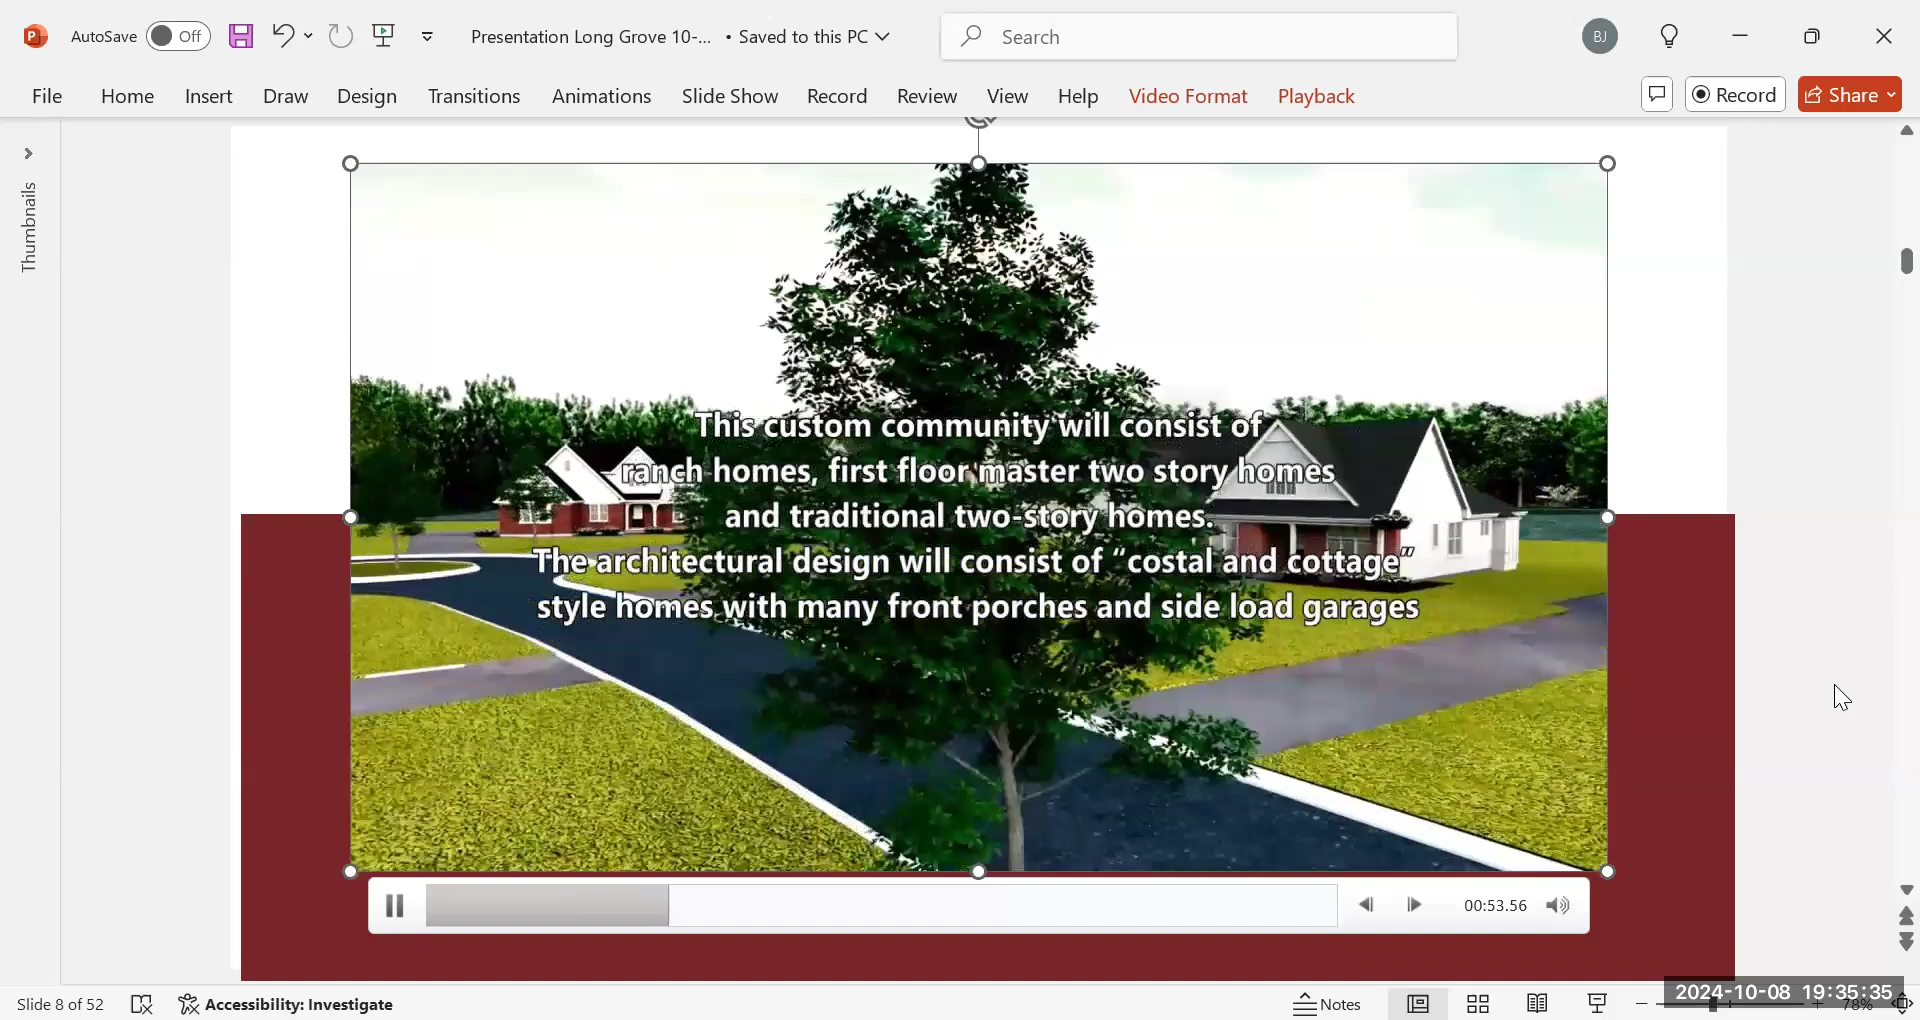 AutoSave Off Presentation Long Grove 10-... • Saved to this PC Search BJ
File Home Insert Draw Design Transitions Animations Slide Show Record Review View Help Video Format Playback Record Share
Thumbnails
This custom community will consist of
ranch homes, first floor master two story homes
and traditional two-story homes.
The architectural design will consist of “costal and cottage”
style homes with many front porches and side load garages
00:53.56
Slide 8 of 52 Accessibility: Investigate Notes 78%
2024-10-08 19:35:35